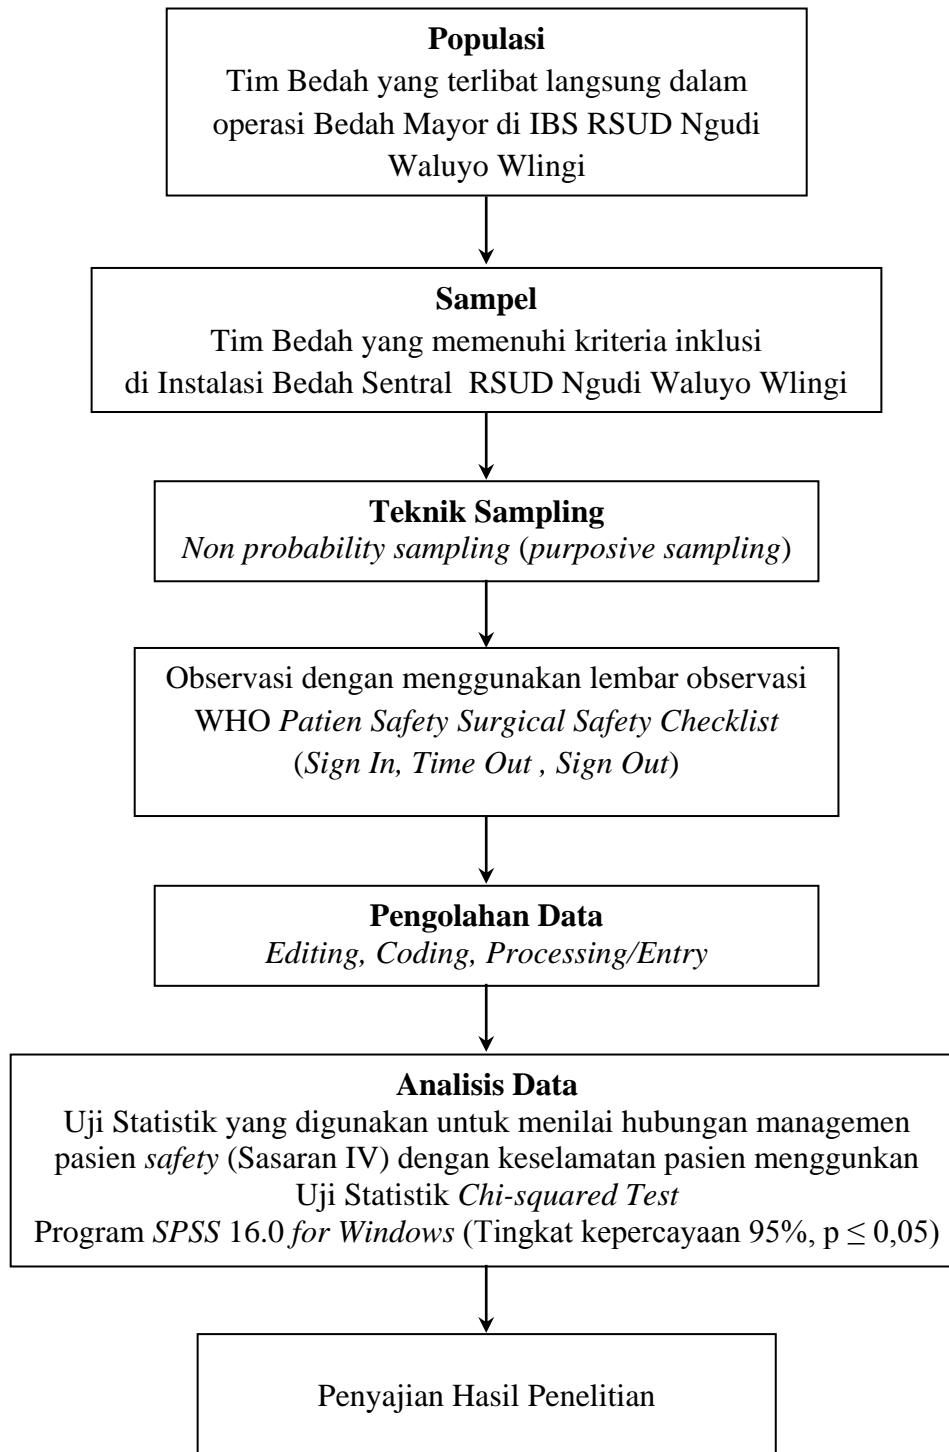 Populasi
Tim Bedah yang terlibat langsung dalam
operasi Bedah Mayor di IBS RSUD Ngudi
Waluyo Wlingi
Sampel
Tim Bedah yang memenuhi kriteria inklusi
di Instalasi Bedah Sentral RSUD Ngudi Waluyo Wlingi
Teknik Sampling
Non probability sampling (purposive sampling)
Observasi dengan menggunakan lembar observasi
WHO Patien Safety Surgical Safety Checklist
(Sign In, Time Out , Sign Out)
Pengolahan Data
Editing, Coding, Processing/Entry
Analisis Data
Uji Statistik yang digunakan untuk menilai hubungan managemen
pasien safety (Sasaran IV) dengan keselamatan pasien menggunkan
Uji Statistik Chi-squared Test
Program SPSS 16.0 for Windows (Tingkat kepercayaan 95%, p ≤ 0,05)
Penyajian Hasil Penelitian